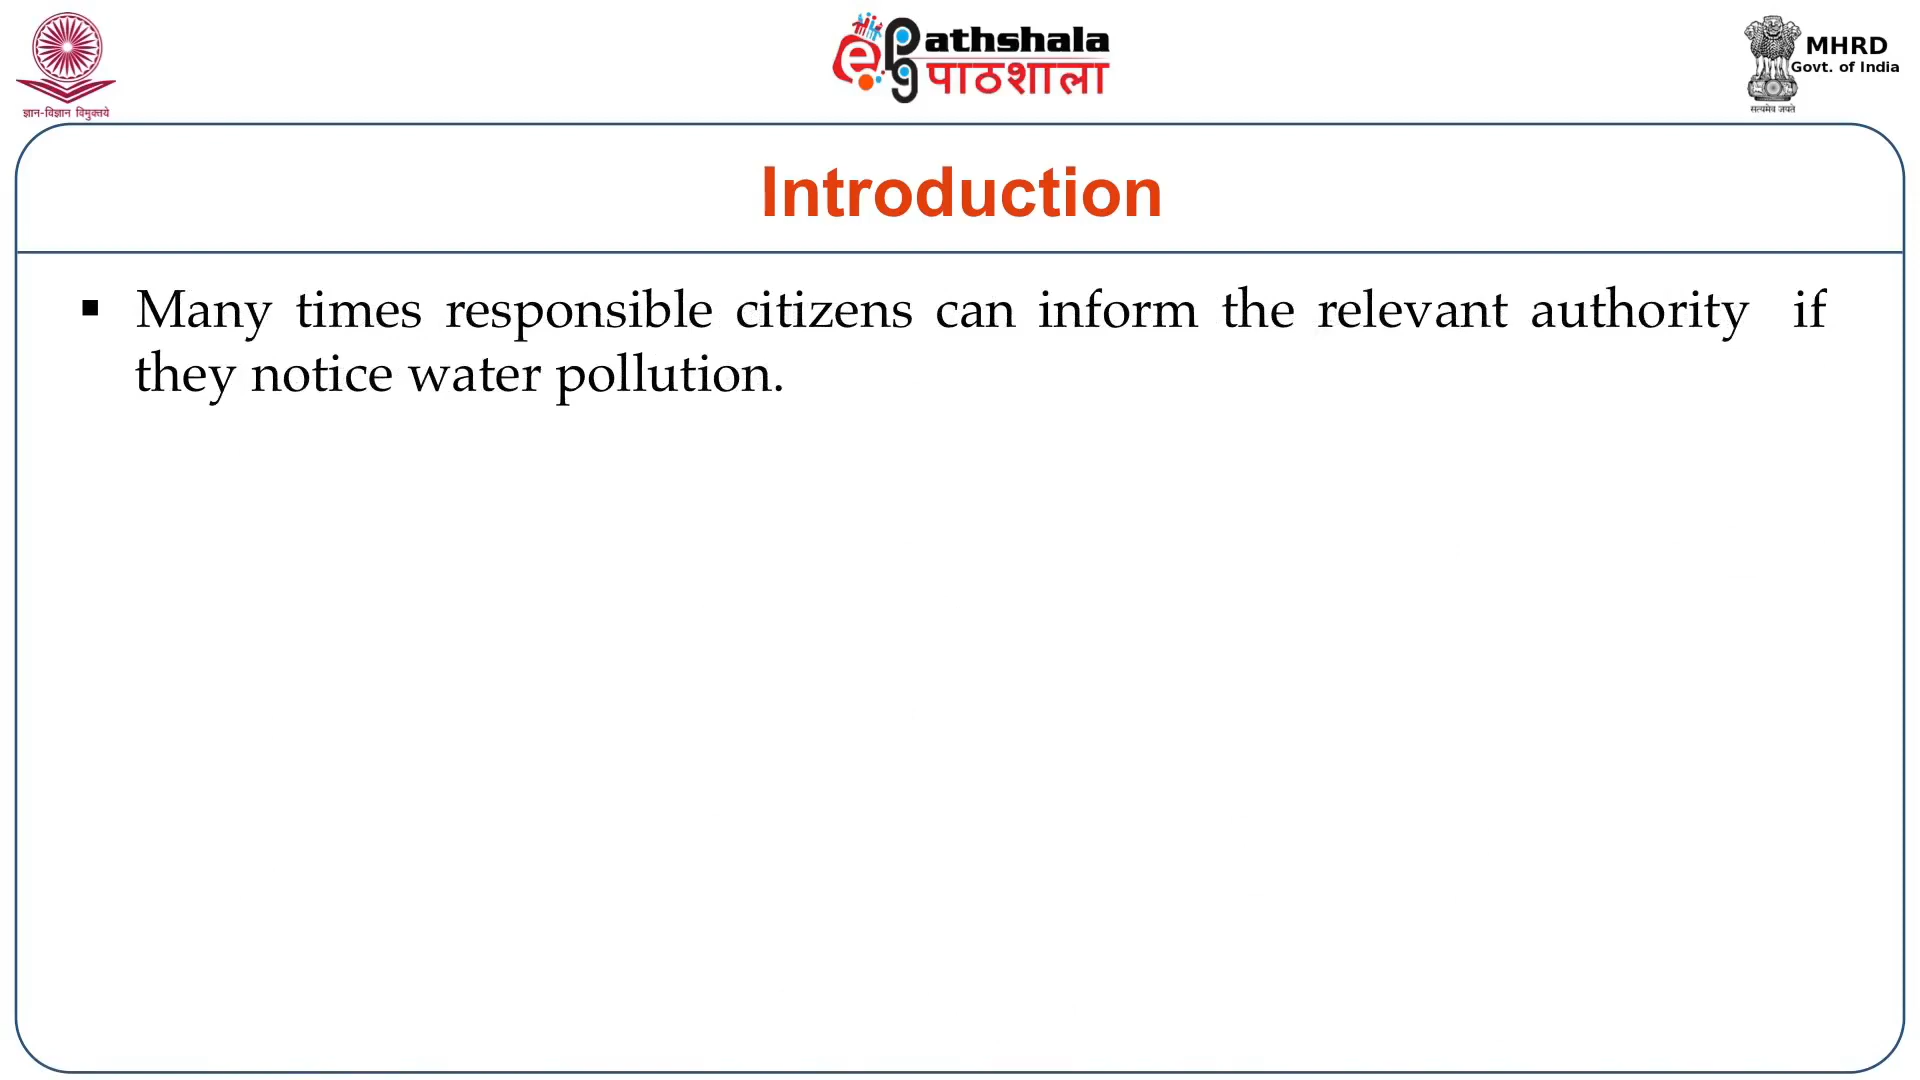 ज्ञान-विज्ञान विमुक्तये
ePathshala
पाठशाला
MHRD
Govt. of India
सत्यमेव जयते
Introduction
▪ Many times responsible citizens can inform the relevant authority if
they notice water pollution.